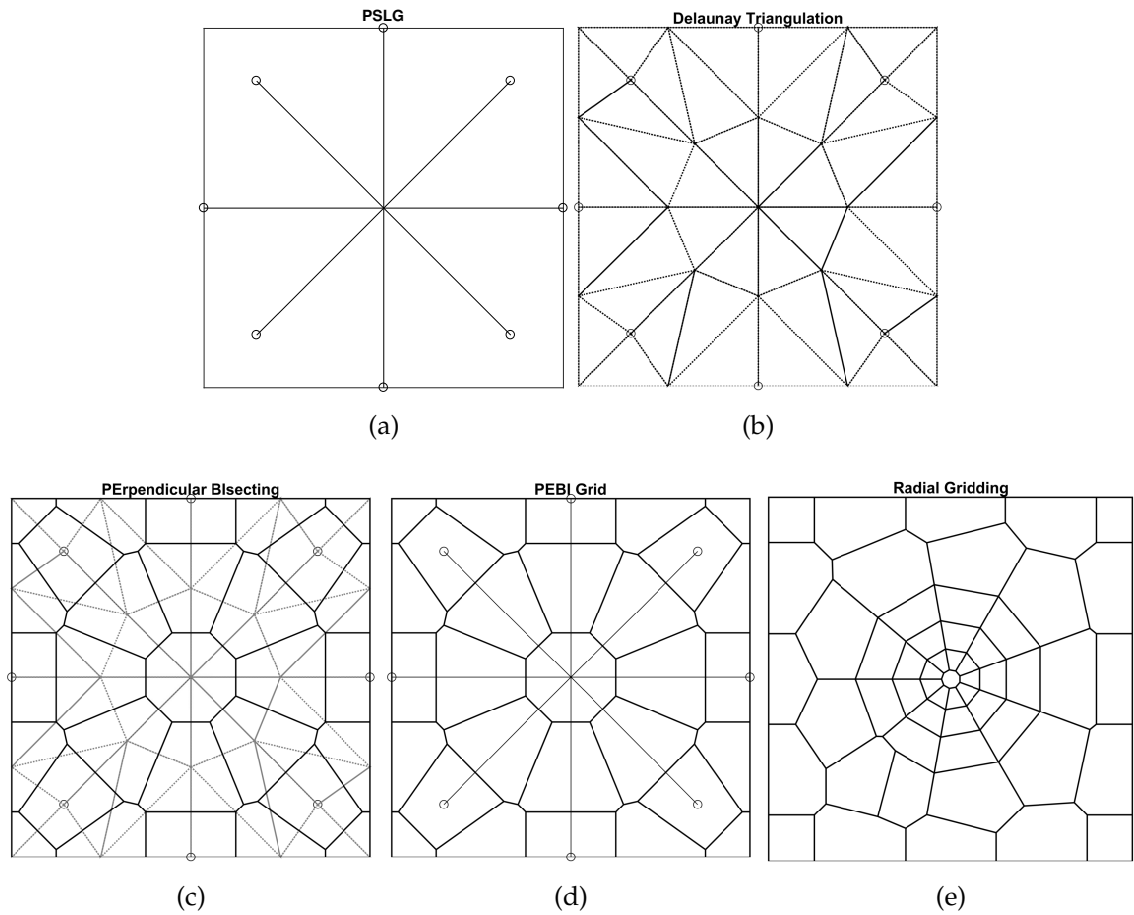 PSLG
Delaunay Triangulation
(a)
(b)
PErpendicular BIsecting
PEBI Grid
Radial Gridding
(c)
(d)
(e)